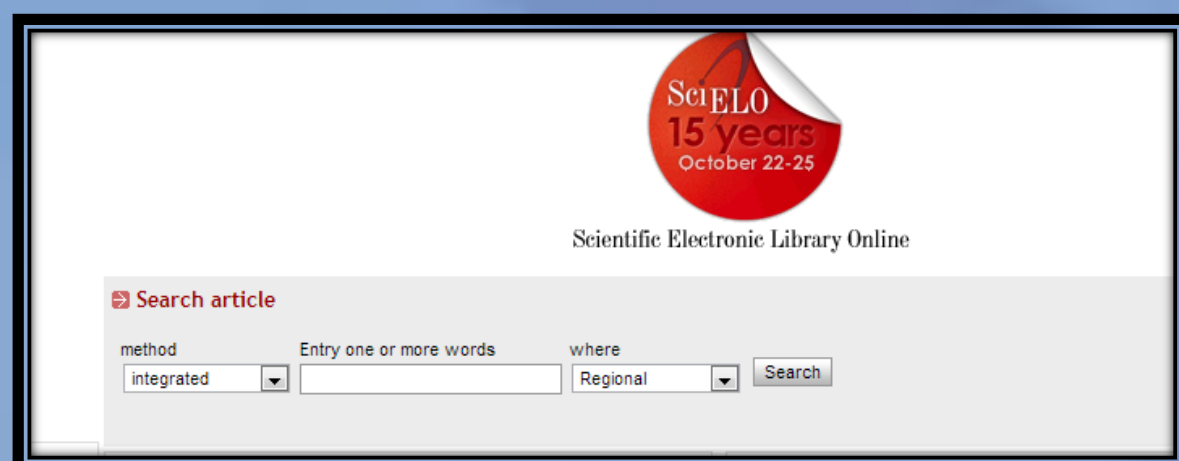 SciELO
15 years
October 22-25
Scientific Electronic Library Online
Search article
method Entry one or more words where
integrated Regional Search